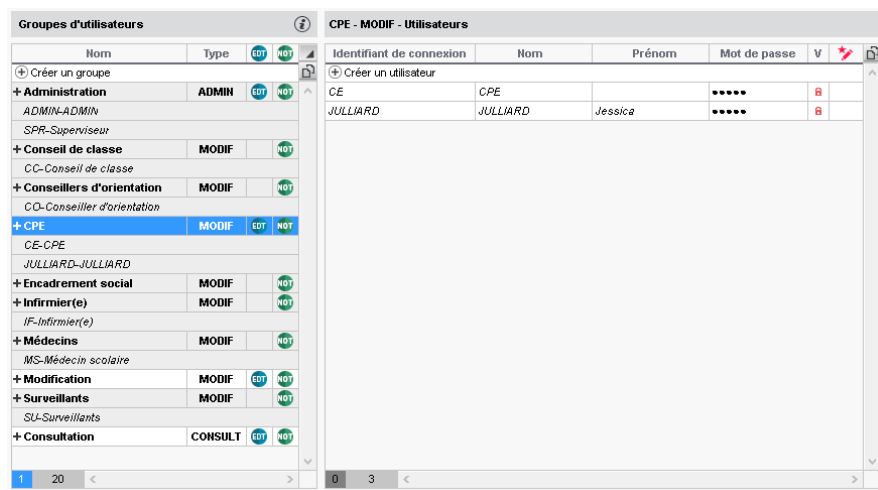 Groupes d'utilisateurs
Nom Type EDT NOT
Créer un groupe
+ Administration ADMIN EDT NOT
ADMIN-ADMIN
SPR-Superviseur
+ Conseil de classe MODIF NOT
CC-Conseil de classe
+ Conseillers d'orientation MODIF NOT
CO-Conseiller d'orientation
+ CPE MODIF EDT NOT
CE-CPE
JULLIARD-JULLIARD
+ Encadrement social MODIF NOT
+ Infirmier(e) MODIF NOT
IF-Infirmier(e)
+ Médecins MODIF NOT
MS-Médecin scolaire
+ Modification MODIF EDT NOT
+ Surveillants MODIF NOT
SU-Surveillants
+ Consultation CONSULT EDT NOT
1 20 < >
CPE - MODIF - Utilisateurs
Identifiant de connexion Nom Prénom Mot de passe V
Créer un utilisateur
CE CPE •••••
JULLIARD JULLIARD Jessica •••••
0 3 < >